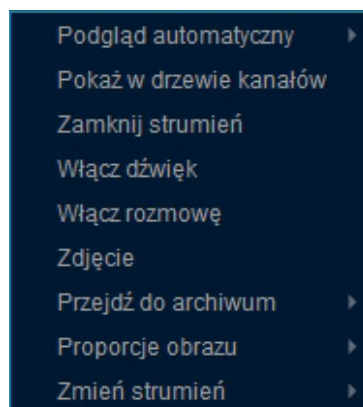 Podgląd automatyczny
Pokaż w drzewie kanałów
Zamknij strumień
Włącz dźwięk
Włącz rozmowę
Zdjęcie
Przejdź do archiwum
Proporcje obrazu
Zmień strumień